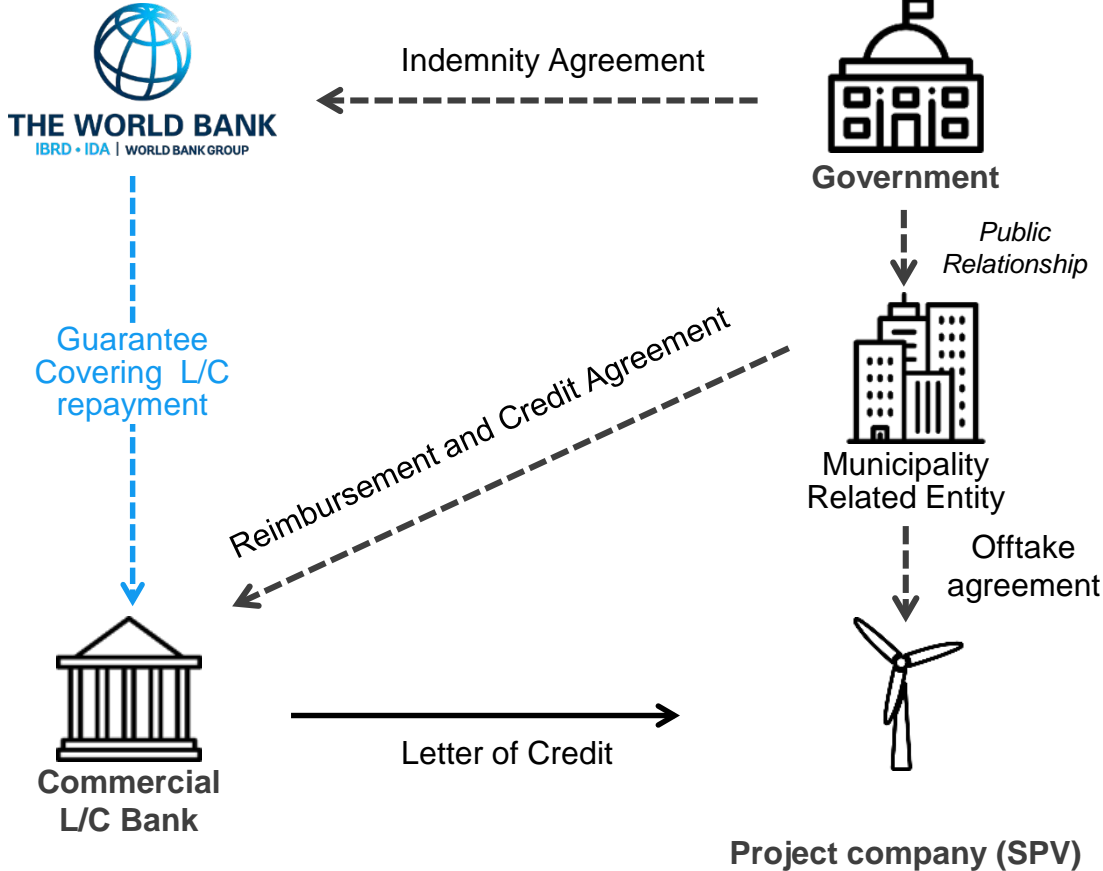 Indemnity Agreement
THE WORLD BANK
IBRD • IDA | WORLD BANK GROUP
Government
Public
Relationship
Guarantee
Covering L/C
repayment
Reimbursement and Credit Agreement
Municipality
Related Entity
Offtake
agreement
Letter of Credit
Commercial
L/C Bank
Project company (SPV)